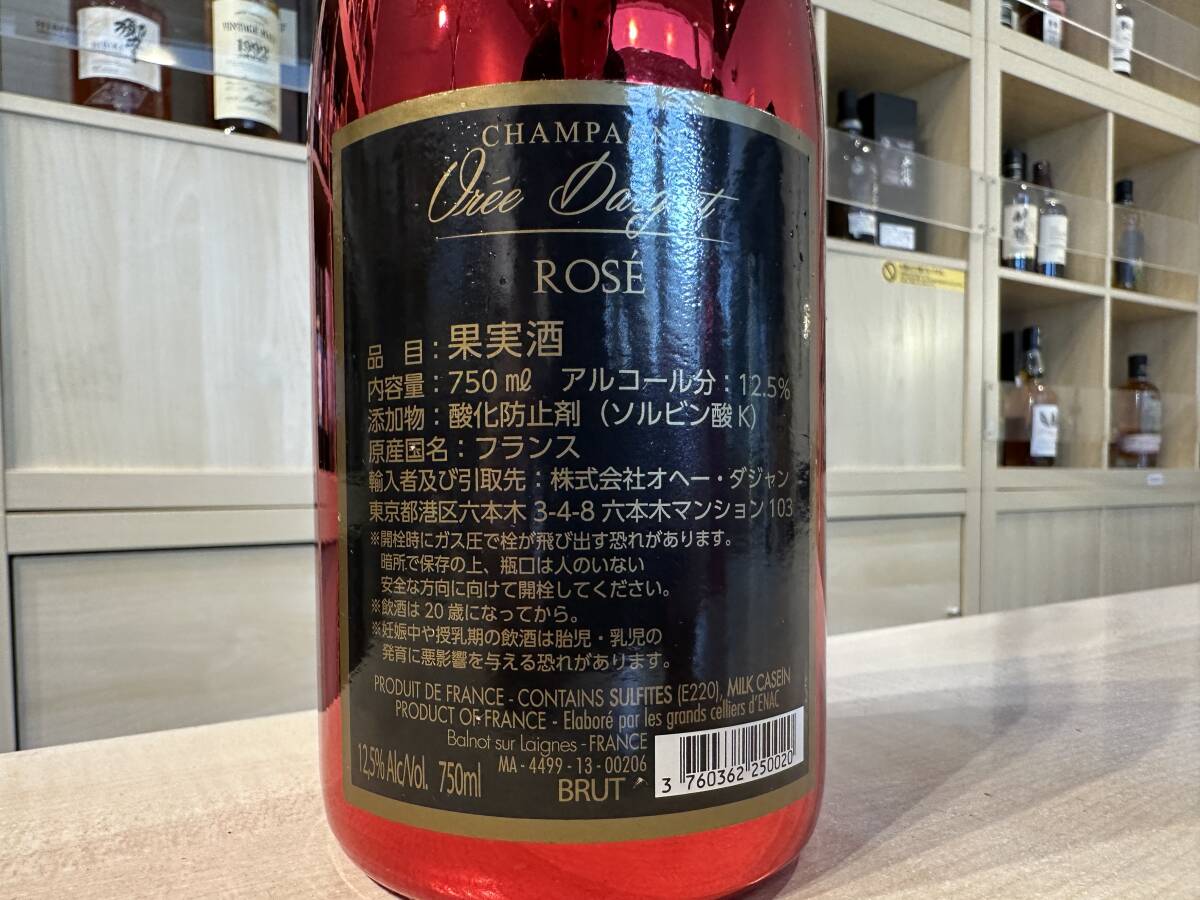 CHAMPAGN
Orée Dargent
ROSÉ
品 目：果実酒
内容量：750㎖ アルコール分：12.5%
添加物：酸化防止剤（ソルビン酸K）
原産国名：フランス
輸入者及び引取先：株式会社オヘー・ダジャン
東京都港区六本木 3-4-8 六本木マンション 103
※開栓時にガス圧で栓が飛び出す恐れがあります。
暗所で保存の上、瓶口は人のいない
安全な方向に向けて開栓してください。
※飲酒は20歳になってから。
※妊娠中や授乳期の飲酒は胎児・乳児の
発育に悪影響を与える恐れがあります。
PRODUIT DE FRANCE - CONTAINS SULFITES (E220), MILK CASEIN
PRODUCT OF FRANCE - Elaboré par les grands celliers d'ENAC
Balnot sur Laignes - FRANCE
MA - 4499 - 13 - 00206
12,5% Alc/Vol. 750ml
BRUT
3 760362 250020
響
1992